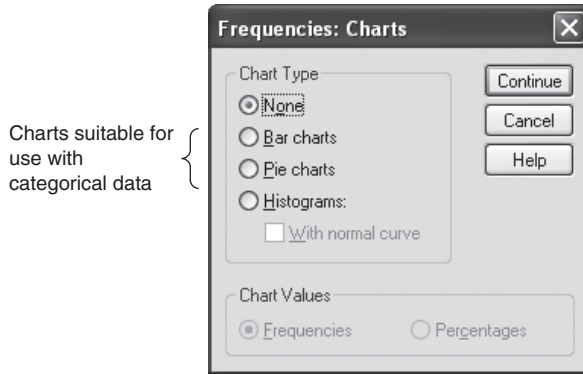 Frequencies: Charts
Chart Type
None
Bar charts
Pie charts
Histograms:
With normal curve
Continue
Cancel
Help
Charts suitable for
use with
categorical data
Chart Values
Frequencies
Percentages